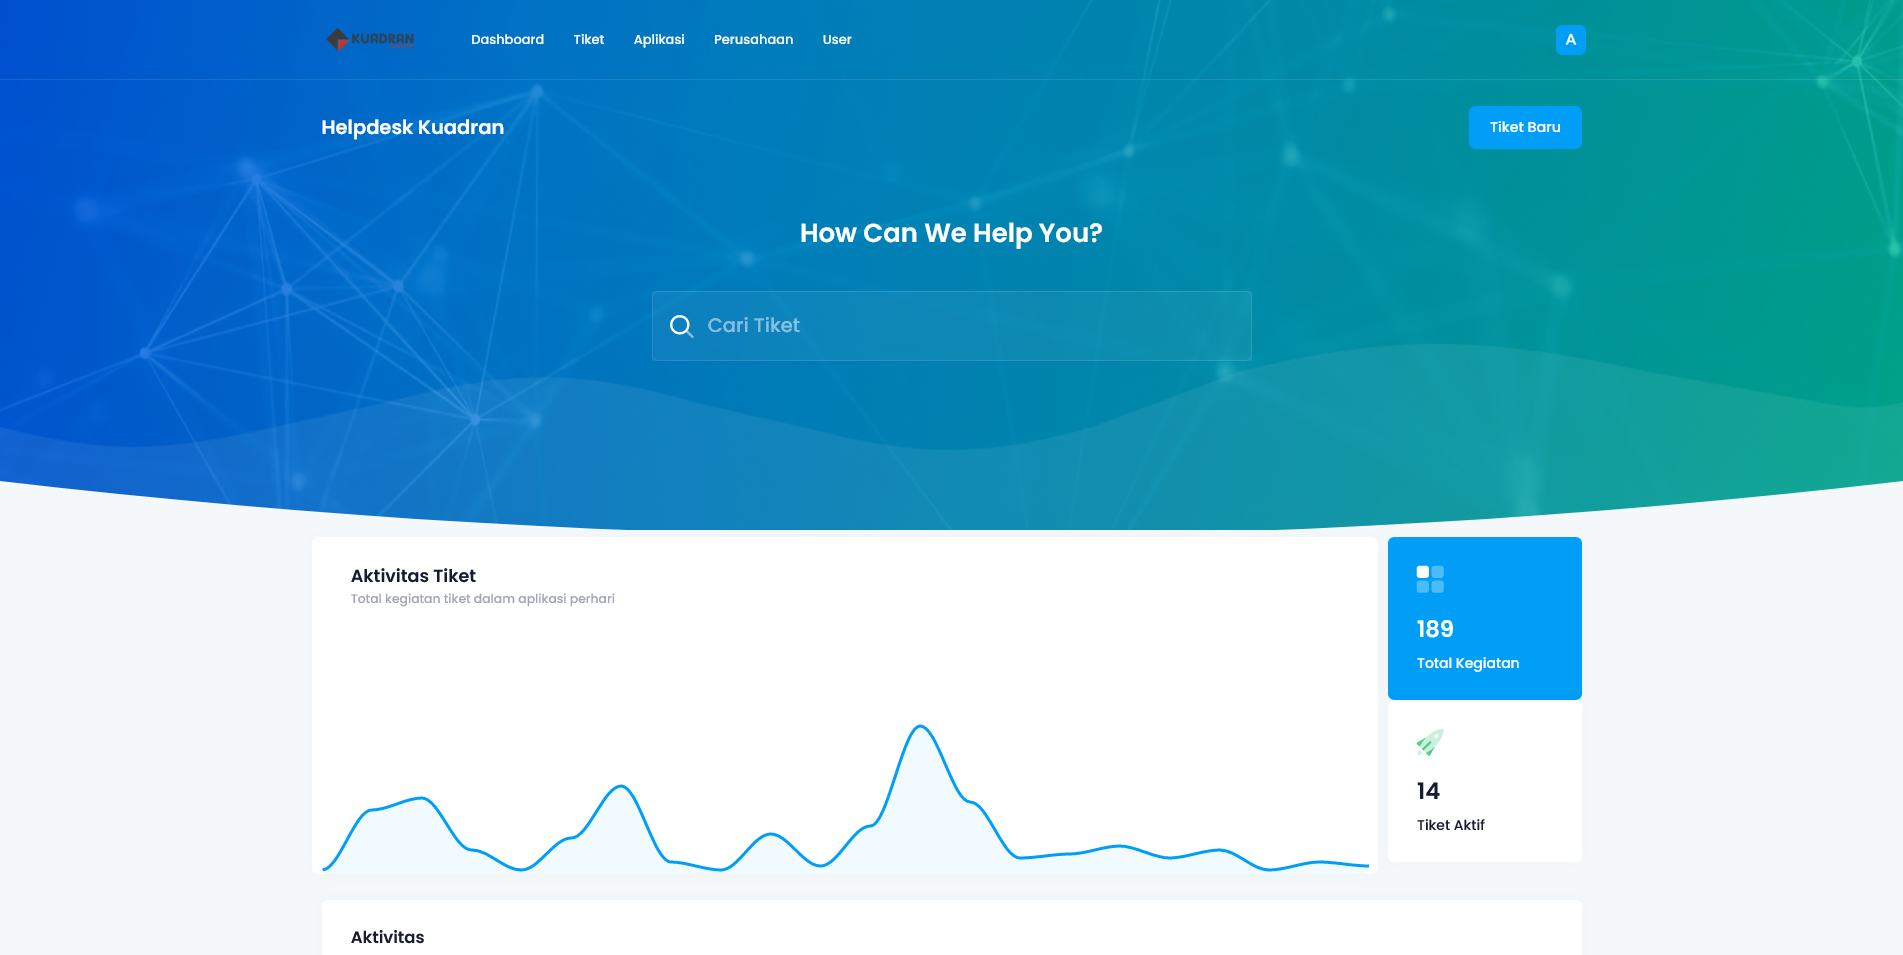 KUADRAN
Dashboard
Tiket
Aplikasi
Perusahaan
User
A
Helpdesk Kuadran
Tiket Baru
How Can We Help You?
Cari Tiket
Aktivitas Tiket
Total kegiatan tiket dalam aplikasi perhari
189
Total Kegiatan
14
Tiket Aktif
Aktivitas